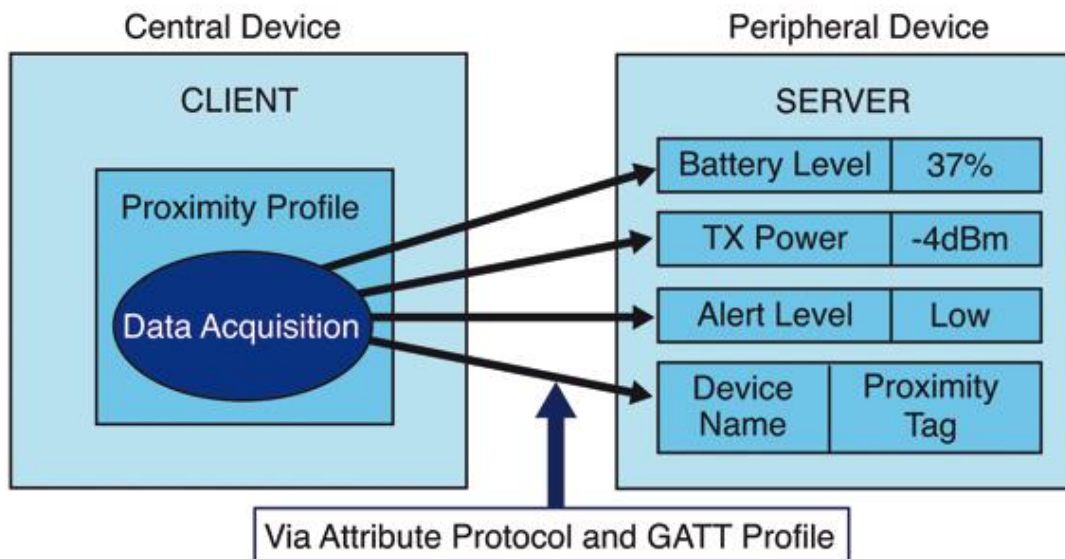 Central Device
CLIENT
Proximity Profile
Data Acquisition
Peripheral Device
SERVER
Battery Level 37%
TX Power -4dBm
Alert Level Low
Device Name Proximity Tag
Via Attribute Protocol and GATT Profile